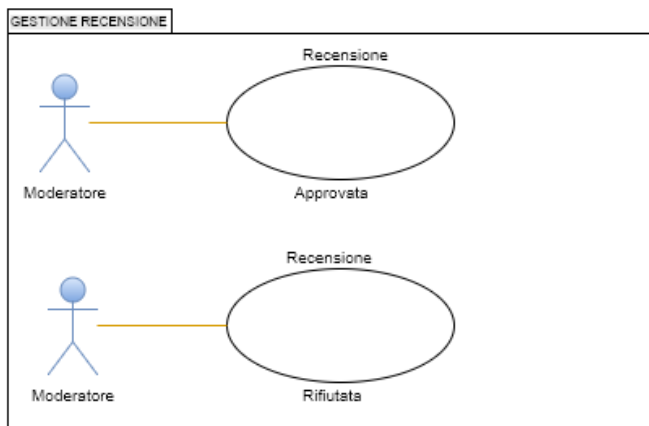 GESTIONE RECENSIONE
Recensione
Moderatore
Approvata
Recensione
Moderatore
Rifiutata